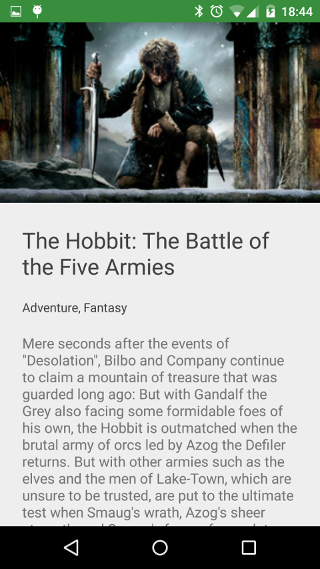 18:44
The Hobbit: The Battle of
the Five Armies
Adventure, Fantasy
Mere seconds after the events of
"Desolation", Bilbo and Company continue
to claim a mountain of treasure that was
guarded long ago: But with Gandalf the
Grey also facing some formidable foes of
his own, the Hobbit is outmatched when the
brutal army of orcs led by Azog the Defiler
returns. But with other armies such as the
elves and the men of Lake-Town, which are
unsure to be trusted, are put to the ultimate
test when Smaug's wrath, Azog's sheer